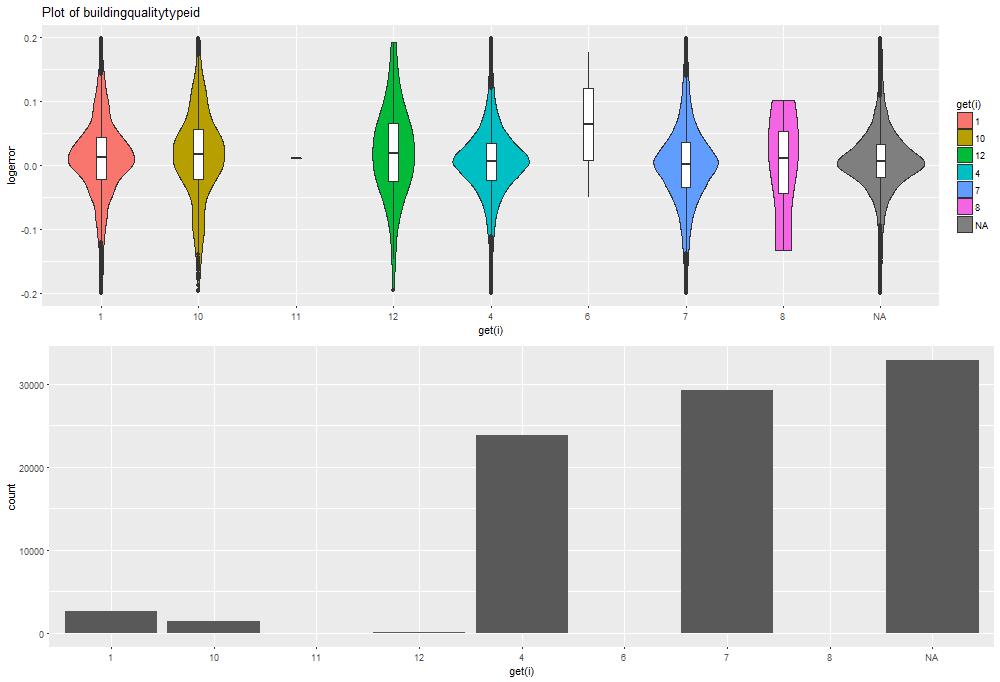 Plot of buildingqualitytypeid
0.2
0.1
0.0
-0.1
-0.2
logerror
1 10 11 12 4 6 7 8 NA
get(i)
get(i)
1
10
12
4
7
8
NA
30000
20000
10000
0
count
1 10 11 12 4 6 7 8 NA
get(i)